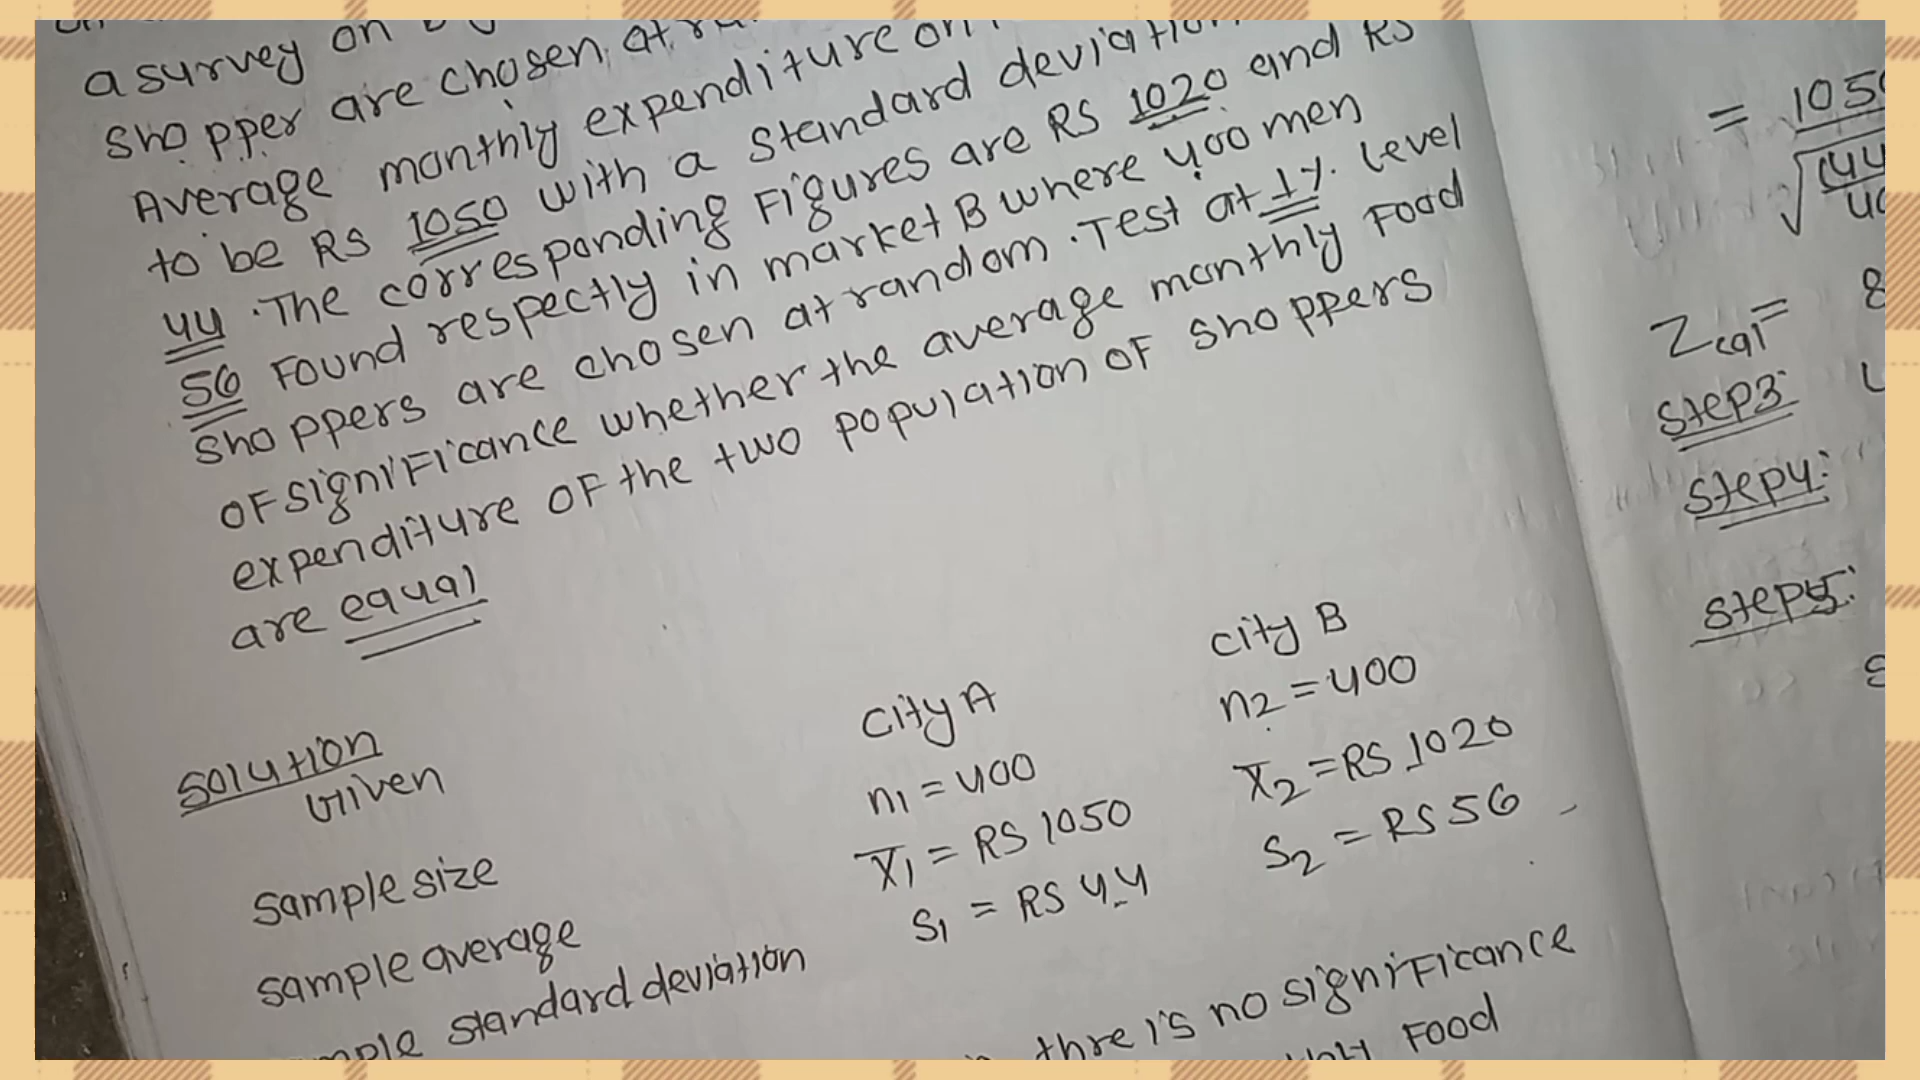 a survey on
shopper are chosen at
Average monthly expenditure on
to be RS 1050 with a standard deviation
44 . The corresponding Figures are RS 1020 and RS
56 Found respectly in market B where 400 men
shoppers are chosen at random . Test at 1%. level
OF significance whether the average monthly Food
expenditure OF the two population OF shoppers
are equal
Solution
Given
City A
City B
Sample size
n1 = 400
n2 = 400
sample average
X̄1 = RS 1050
X̄2 = RS 1020
standard deviation
S1 = RS 44
S2 = RS 56
thre is no significance
Food
= 105
Zcal =
Step3:
Step4:
Step5: